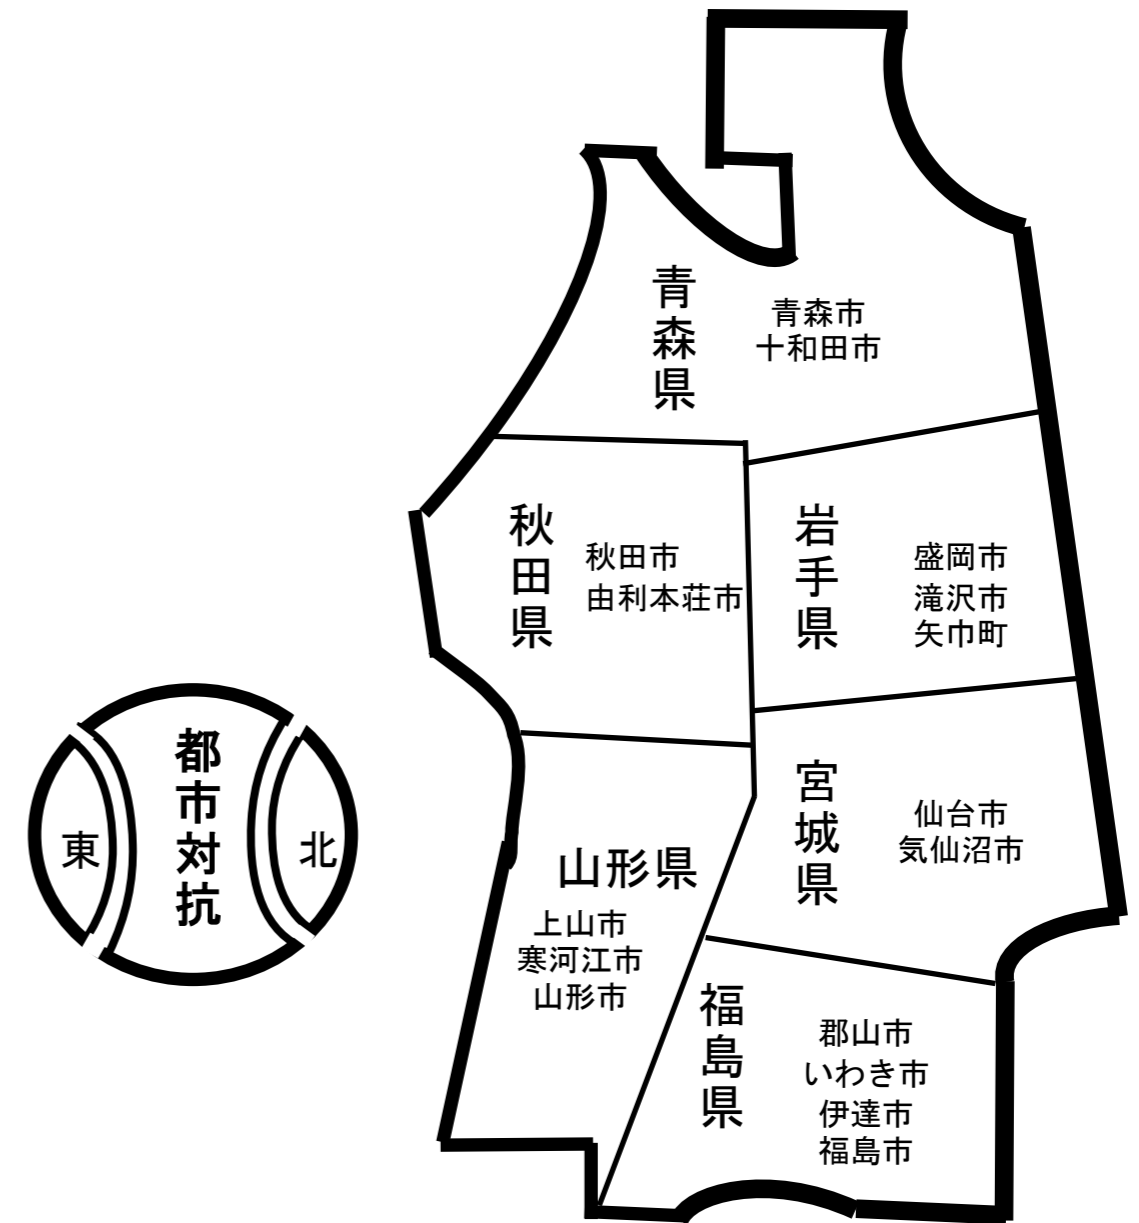 青森県
青森市
十和田市
秋田県
秋田市
由利本荘市
岩手県
盛岡市
滝沢市
矢巾町
都市対抗
東
北
宮城県
仙台市
気仙沼市
山形県
上山市
寒河江市
山形市
福島県
郡山市
いわき市
伊達市
福島市